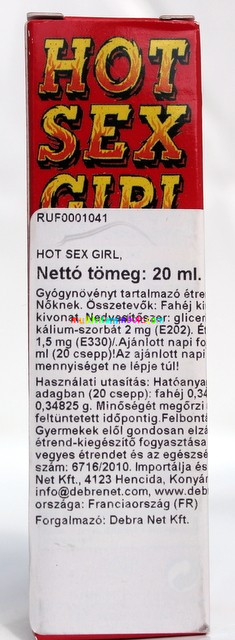 HOT
SEX
GIRL
RUF0001041
HOT SEX GIRL,
Nettó tömeg: 20 ml.
Gyógynövényt tartalmazó étre
Nőknek. Összetevők: Fahéj ki
kivonat, Nedvesítőszer: glicer
kálium-szorbát 2 mg (E202). É
1,5 mg (E330)/.Ajánlott napi fo
ml (20 csepp)!Az ajánlott napi
mennyiséget ne lépje túl!
Használati utasítás: Hatóanya
adagban (20 csepp): fahéj 0,34
0,34825 g. Minőségét megőrzi
feltüntetett időpontig.Felbont
Gyermekek elől gondosan elzá
étrend-kiegészítő fogyasztása
vegyes étrendet és az egészsé
szám: 6716/2010. Importálja és
Net Kft., 4123 Hencida, Konyár
info@debrenet.com, www.deb
országa: Franciaország (FR)
Forgalmazó: Debra Net Kft.